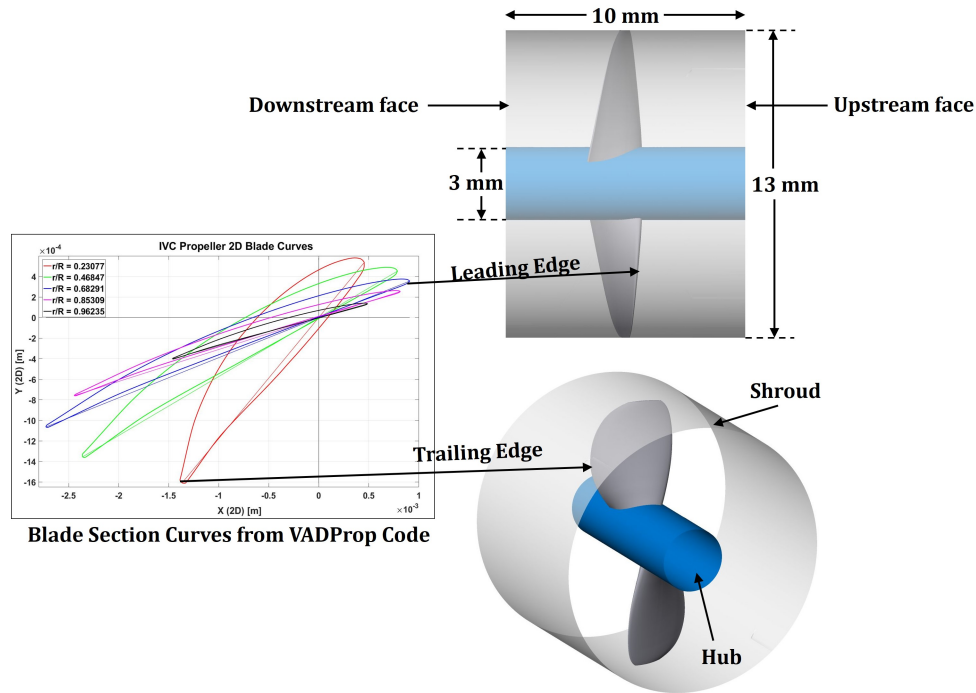 10 mm
Downstream face
Upstream face
3 mm
13 mm
IVC Propeller 2D Blade Curves
×10⁻⁴
r/R = 0.23077
r/R = 0.46847
r/R = 0.68291
r/R = 0.85309
r/R = 0.96235
4
2
0
-2
-4
-6
-8
-10
-12
-14
-16
Y (2D) [m]
-2.5
-2
-1.5
-1
-0.5
0
0.5
1
X (2D) [m]
×10⁻³
Leading Edge
Trailing Edge
Blade Section Curves from VADProp Code
Shroud
Hub